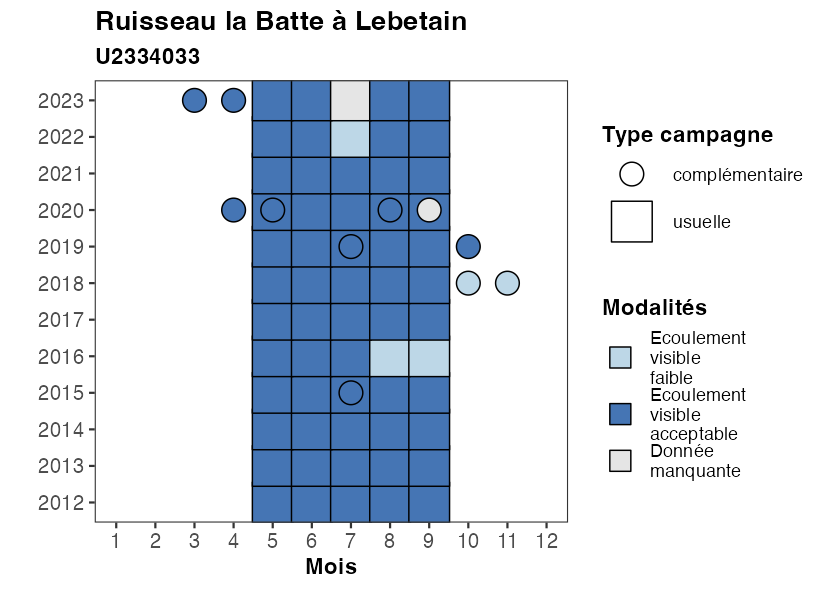 Ruisseau la Batte à Lebetain
U2334033
2023
2022
2021
2020
2019
2018
2017
2016
2015
2014
2013
2012
1 2 3 4 5 6 7 8 9 10 11 12
Mois
Type campagne
complémentaire
usuelle
Modalités
Ecoulement
visible
faible
Ecoulement
visible
acceptable
Donnée
manquante